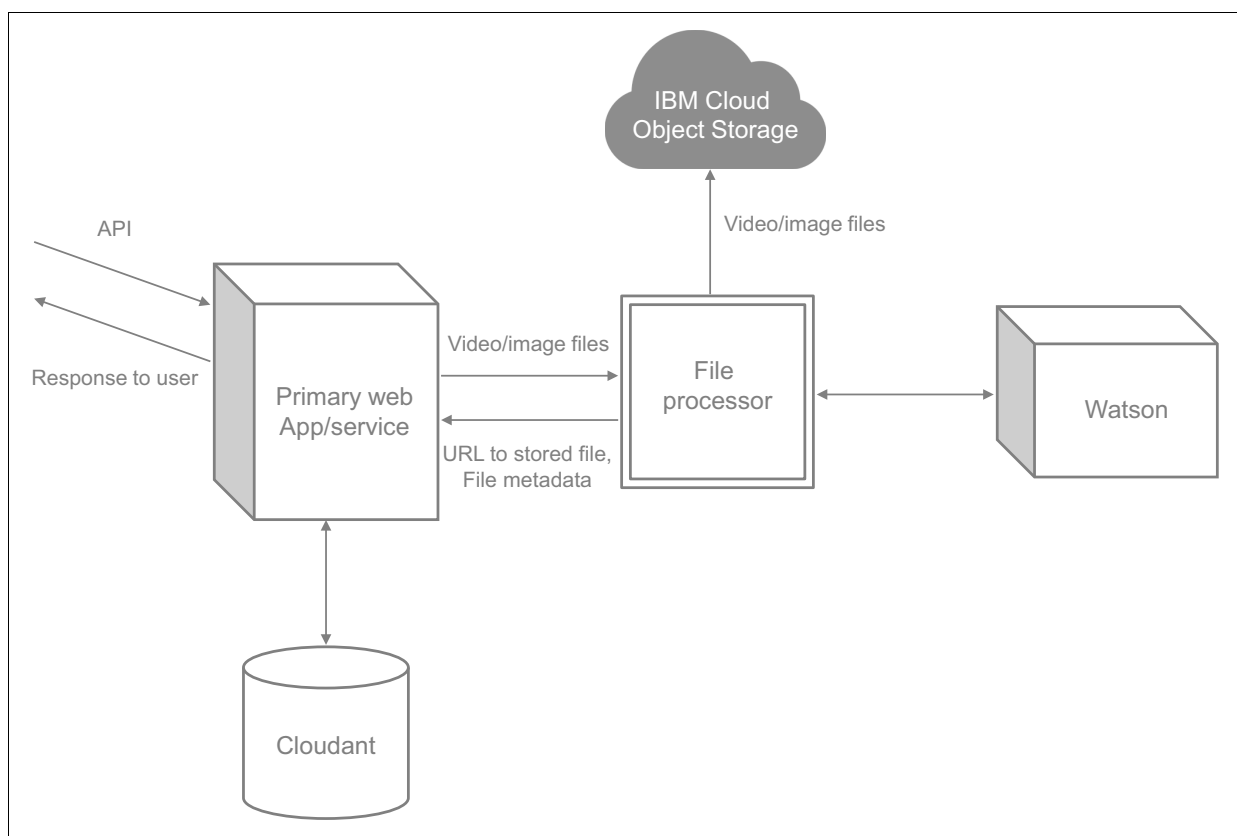 IBM Cloud
Object Storage
API
Video/image files
Response to user
Video/image files
File
processor
Primary web
App/service
Watson
URL to stored file,
File metadata
Cloudant